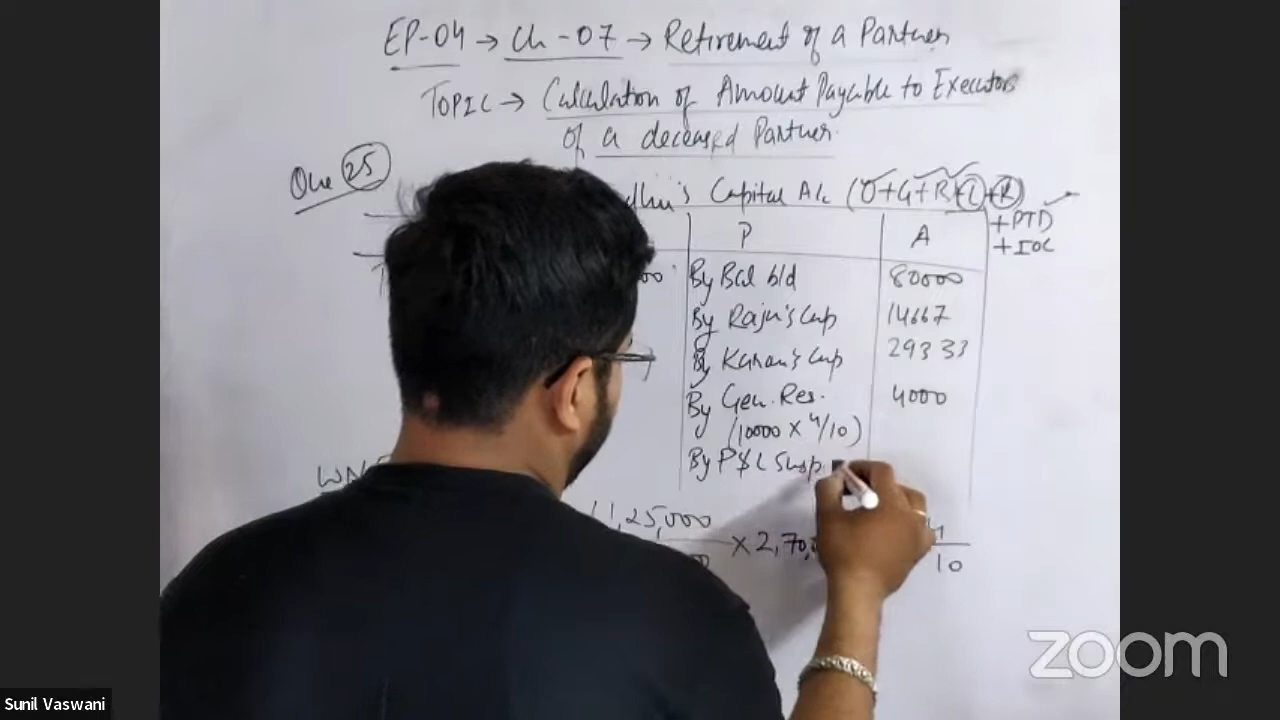 EP-04 → Ch-07 → Retirement of a Partner
TOPIC → Calculation of Amount Payable to Executors
of a deceased Partner.
Que 25
Capital A/c (O+G+R+L+R
+PTD
+IOC
P A
By Bal b/d 80000
By Raju's Cap 14667
By Karan's Cap 29333
By Gen. Res. 4000
(10000 x 4/10)
By P$L Susp
25,000
x 2,70,
10
zoom
Sunil Vaswani